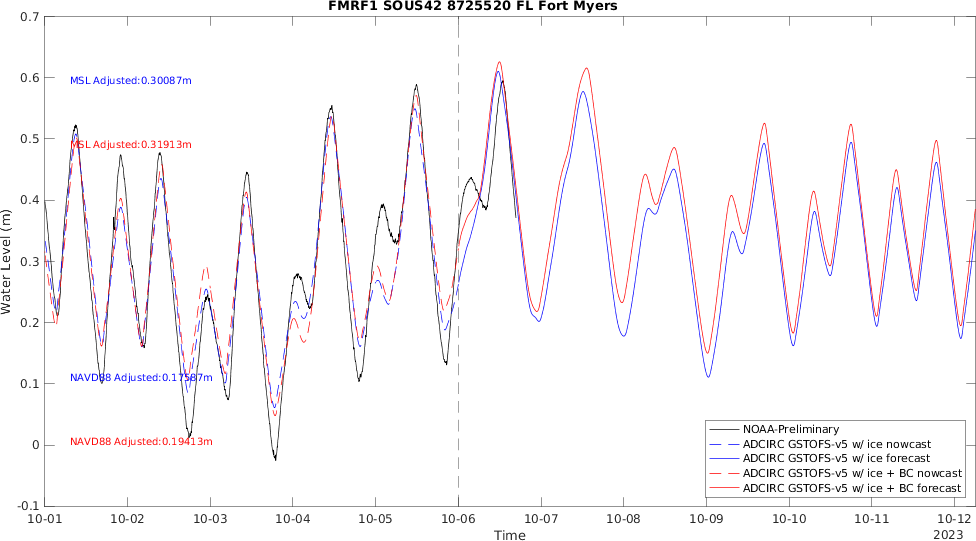 FMRF1 SOUS42 8725520 FL Fort Myers
0.7
0.6
0.5
0.4
0.3
0.2
0.1
0
-0.1
Water Level (m)
MSL Adjusted:0.30087m
MSL Adjusted:0.31913m
NAVD88 Adjusted:0.17587m
NAVD88 Adjusted:0.19413m
NOAA-Preliminary
ADCIRC GSTOFS-v5 w/ ice nowcast
ADCIRC GSTOFS-v5 w/ ice forecast
ADCIRC GSTOFS-v5 w/ ice + BC nowcast
ADCIRC GSTOFS-v5 w/ ice + BC forecast
10-01 10-02 10-03 10-04 10-05 10-06 10-07 10-08 10-09 10-10 10-11 10-12
2023
Time